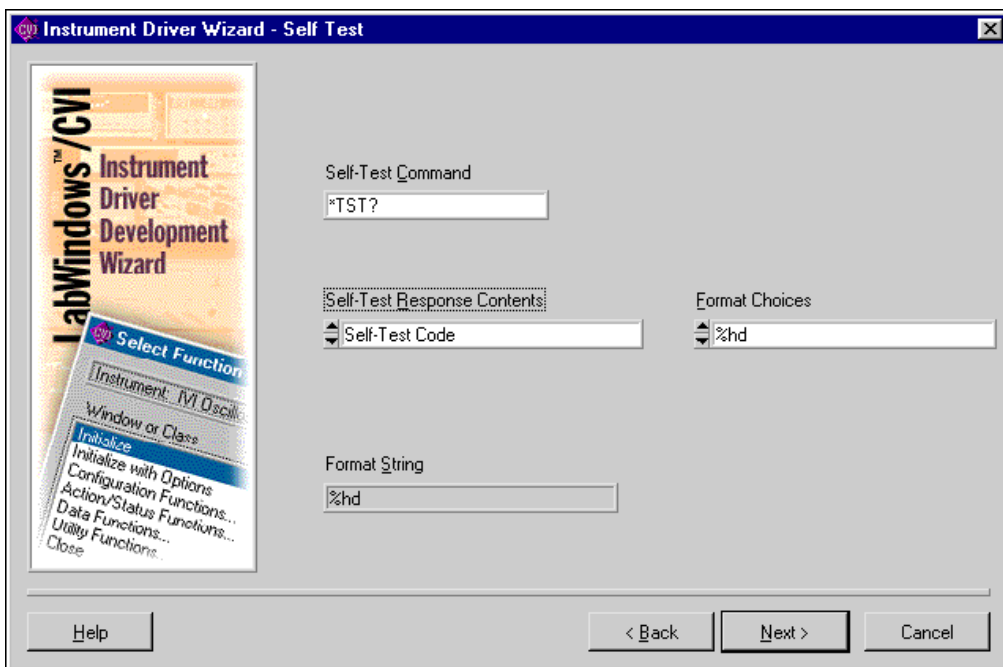 CVI Instrument Driver Wizard - Self Test
LabWindows™/CVI
Instrument
Driver
Development
Wizard
CVI Select Function
Instrument: IVI Oscill
Window or Class
Initialize
Initialize with Options
Configuration Functions...
Action/Status Functions...
Data Functions...
Utility Functions...
Close
Self-Test Command
*TST?
Self-Test Response Contents
Format Choices
Self-Test Code
%hd
Format String
%hd
Help
< Back
Next >
Cancel